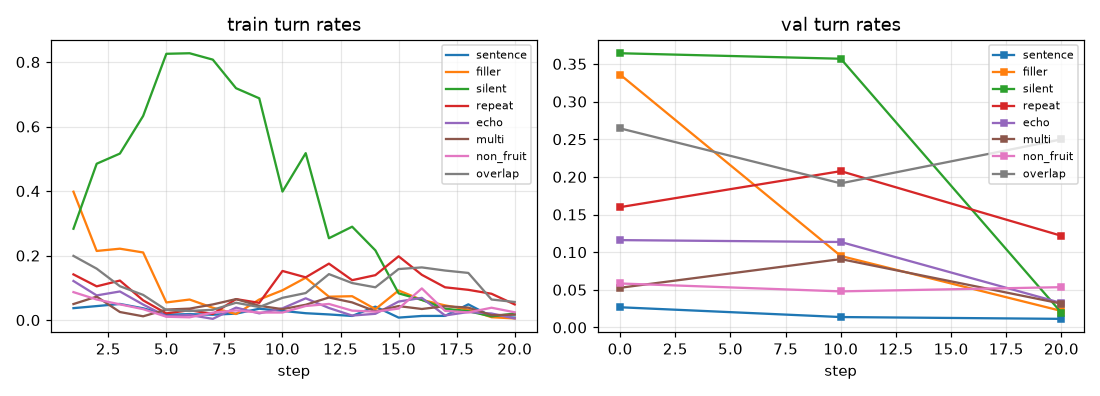 train turn rates
0.8
0.6
0.4
0.2
0.0
2.5 5.0 7.5 10.0 12.5 15.0 17.5 20.0
step
sentence
filler
silent
repeat
echo
multi
non_fruit
overlap
val turn rates
0.35
0.30
0.25
0.20
0.15
0.10
0.05
0.00
0.0 2.5 5.0 7.5 10.0 12.5 15.0 17.5 20.0
step
sentence
filler
silent
repeat
echo
multi
non_fruit
overlap